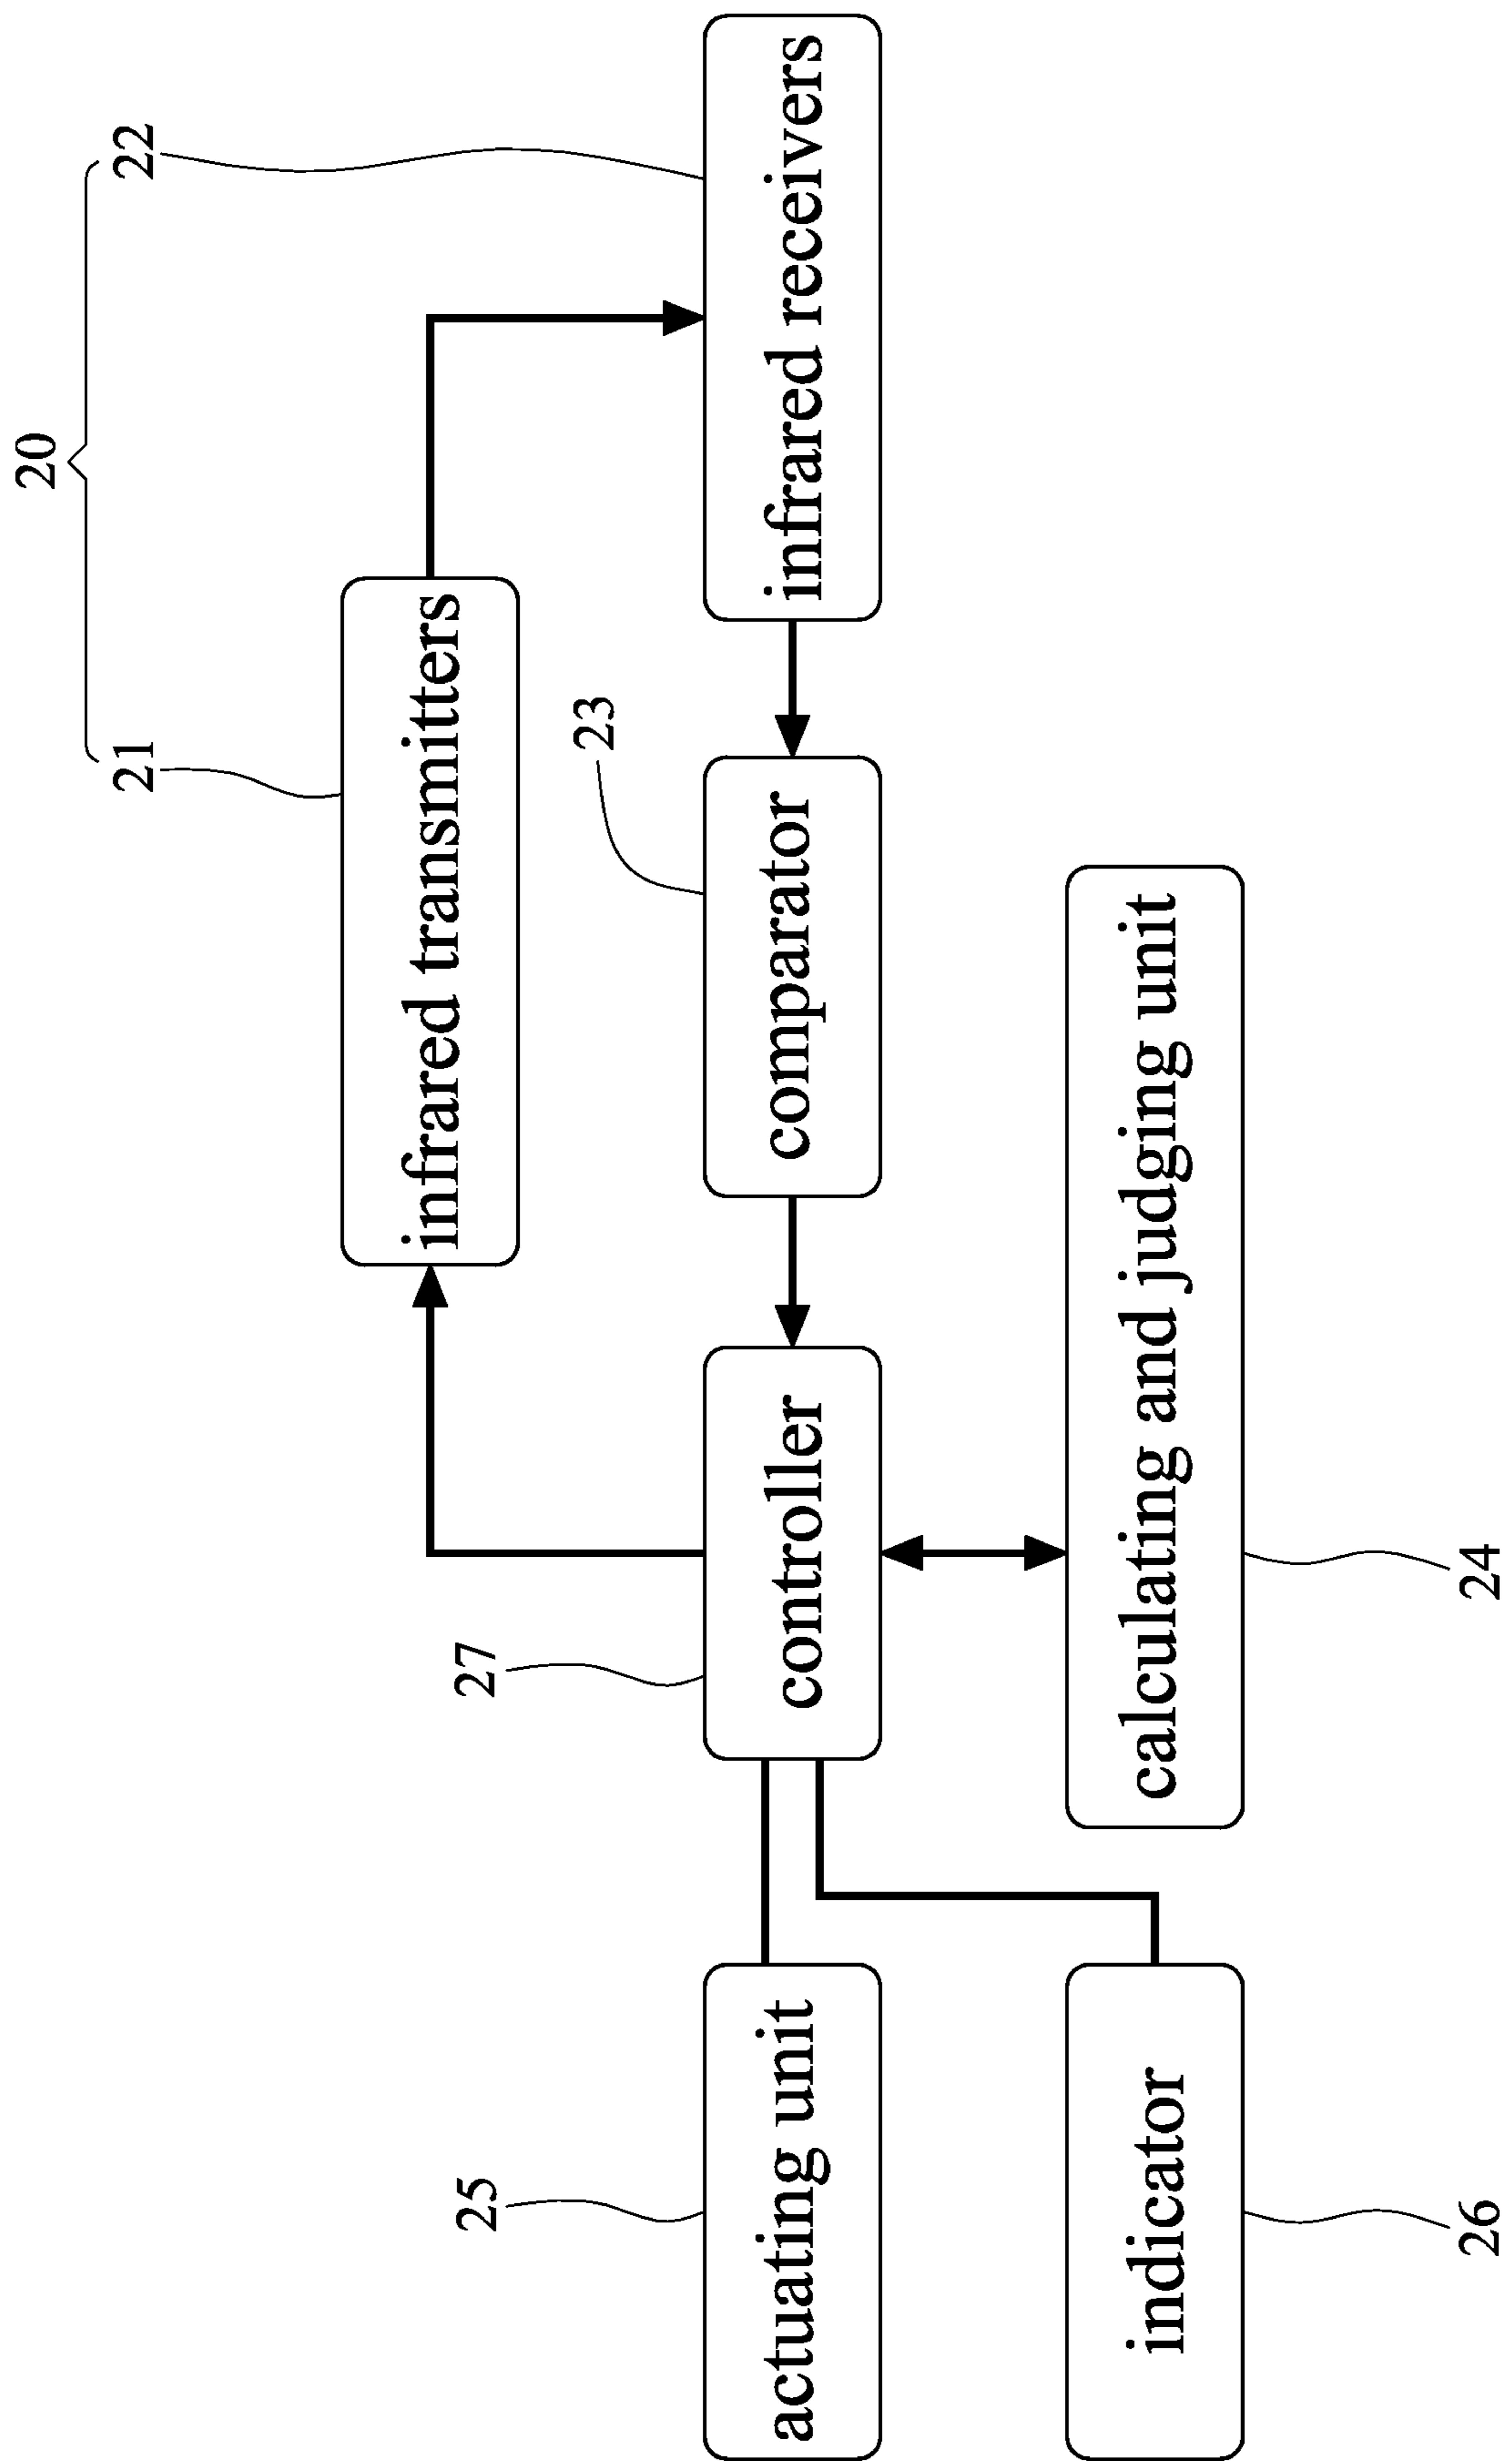 20
21
22
infrared transmitters
23
27
25
actuating unit
controller
comparator
infrared receivers
indicator
calculating and judging unit
26
24